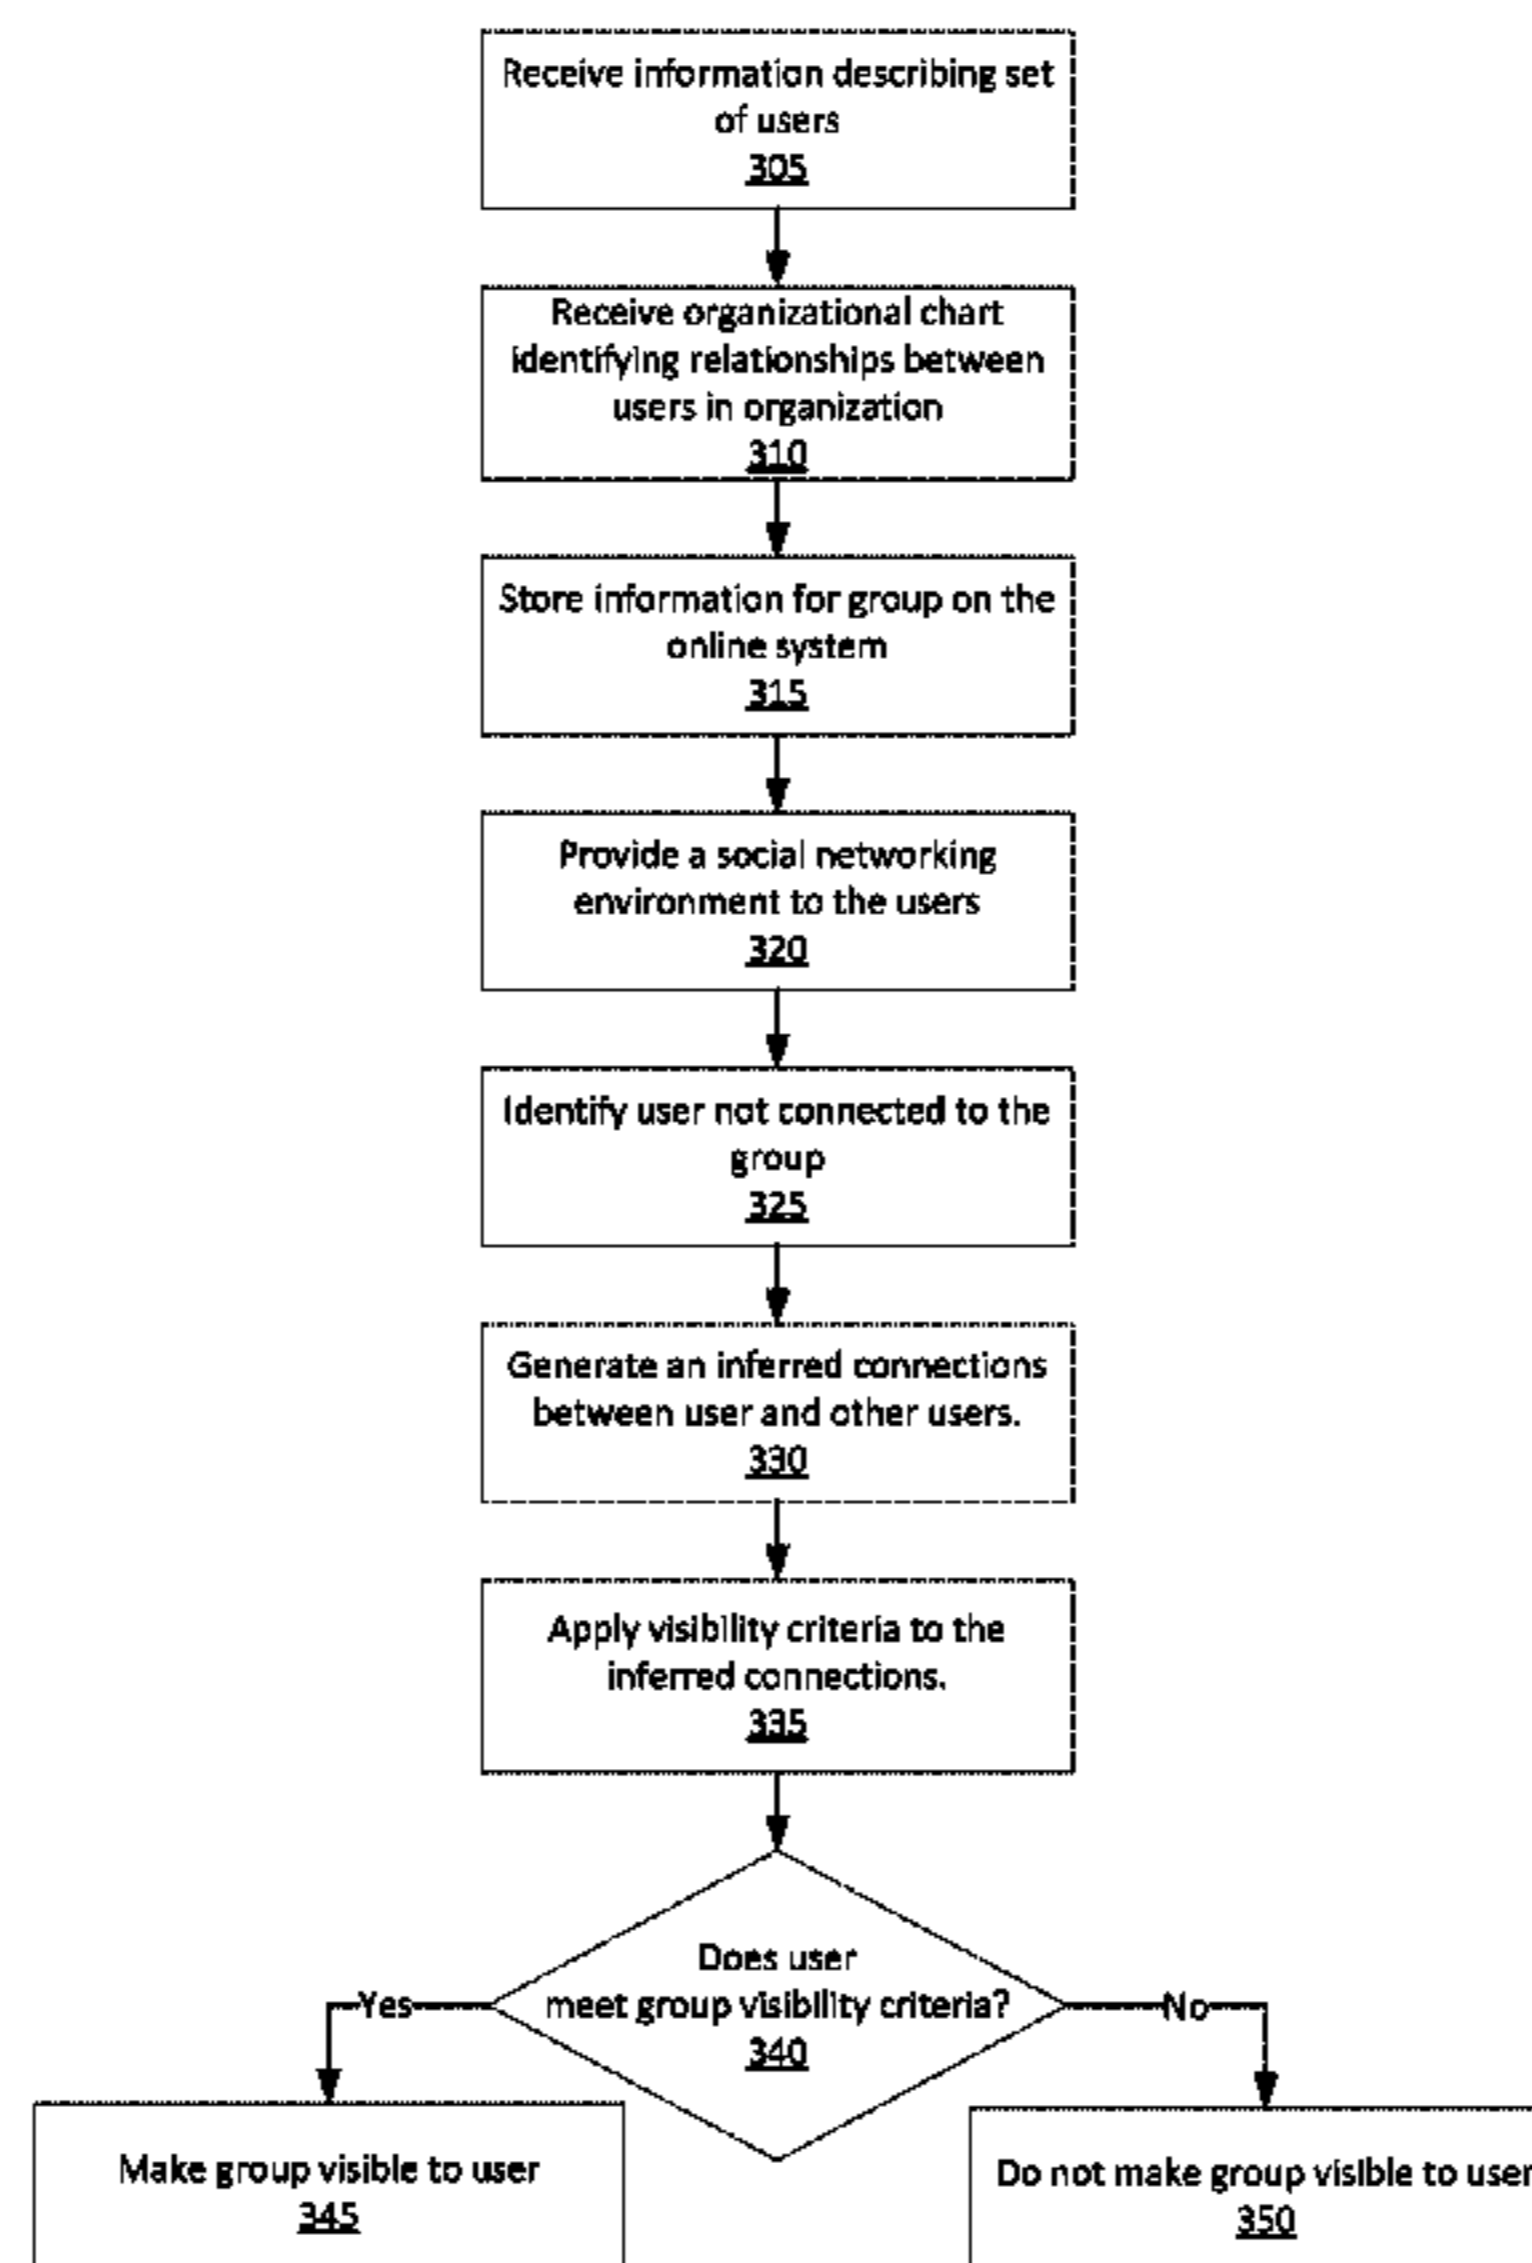 Receive information describing set
of users
305
Receive organizational chart
identifying relationships between
users in organization
310
Store information for group on the
online system
315
Provide a social networking
environment to the users
320
Identify user not connected to the
group
325
Generate an inferred connections
between user and other users.
330
Apply visibility criteria to the
inferred connections.
335
Does user
meet group visibility criteria?
340
Yes
No
Make group visible to user
345
Do not make group visible to user
350